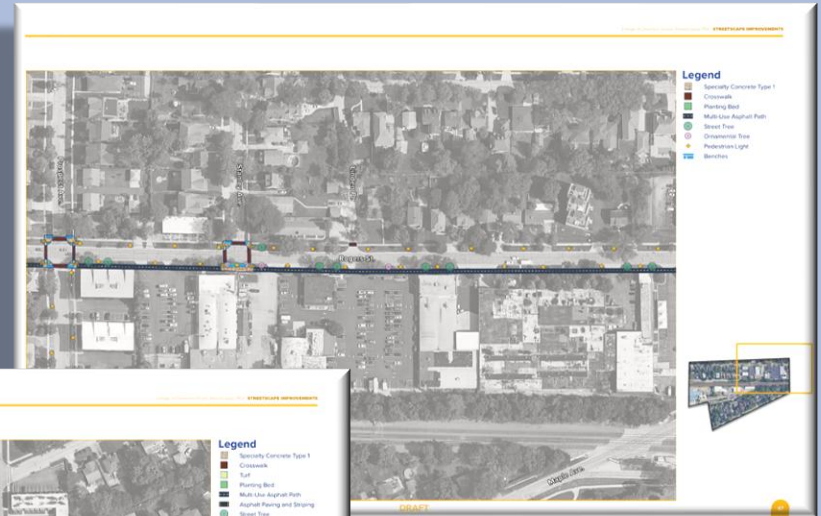 STREETSCAPE IMPROVEMENTS
Legend
Specialty Concrete Type 1
Crosswalk
Planting Bed
Multi-Use Asphalt Path
Street Tree
Ornamental Tree
Pedestrian Light
Benches
Rogers St.
Maple Ave.
DRAFT
STREETSCAPE IMPROVEMENTS
Legend
Specialty Concrete Type 1
Crosswalk
Turf
Planting Bed
Multi-Use Asphalt Path
Asphalt Paving and Striping
Street Tree